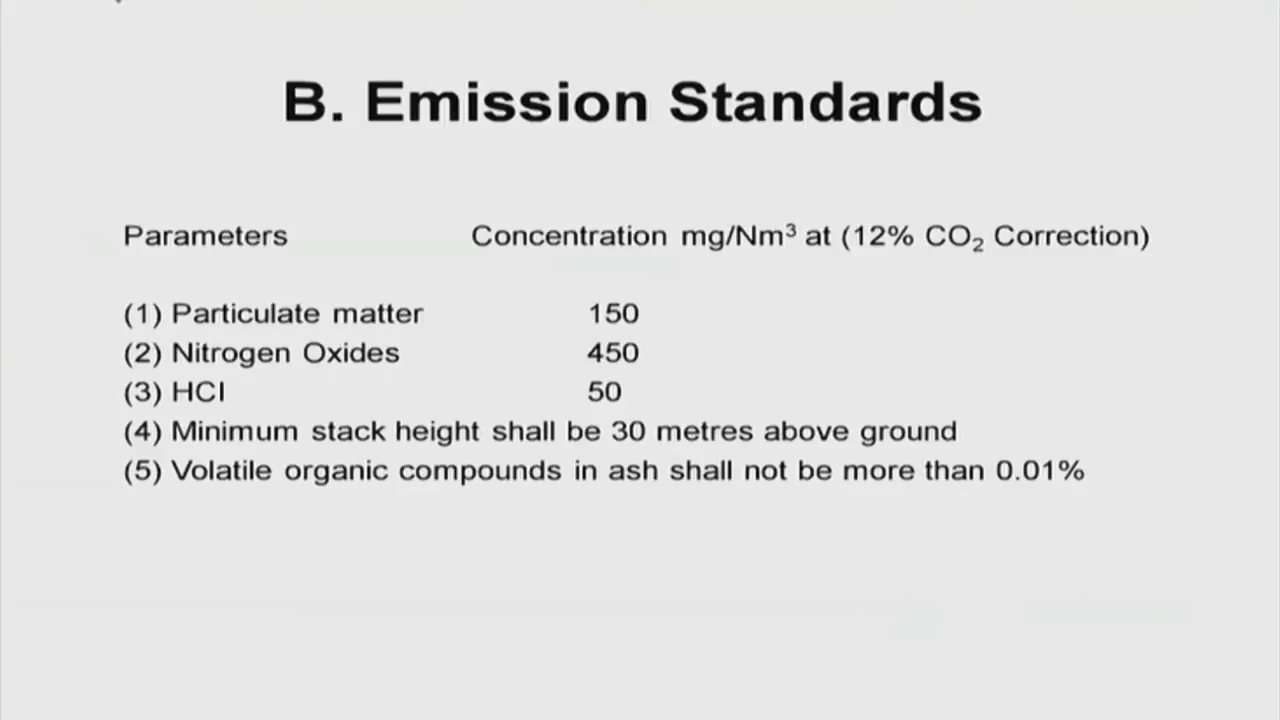 B. Emission Standards
Parameters Concentration mg/Nm³ at (12% CO₂ Correction)
(1) Particulate matter 150
(2) Nitrogen Oxides 450
(3) HCl 50
(4) Minimum stack height shall be 30 metres above ground
(5) Volatile organic compounds in ash shall not be more than 0.01%